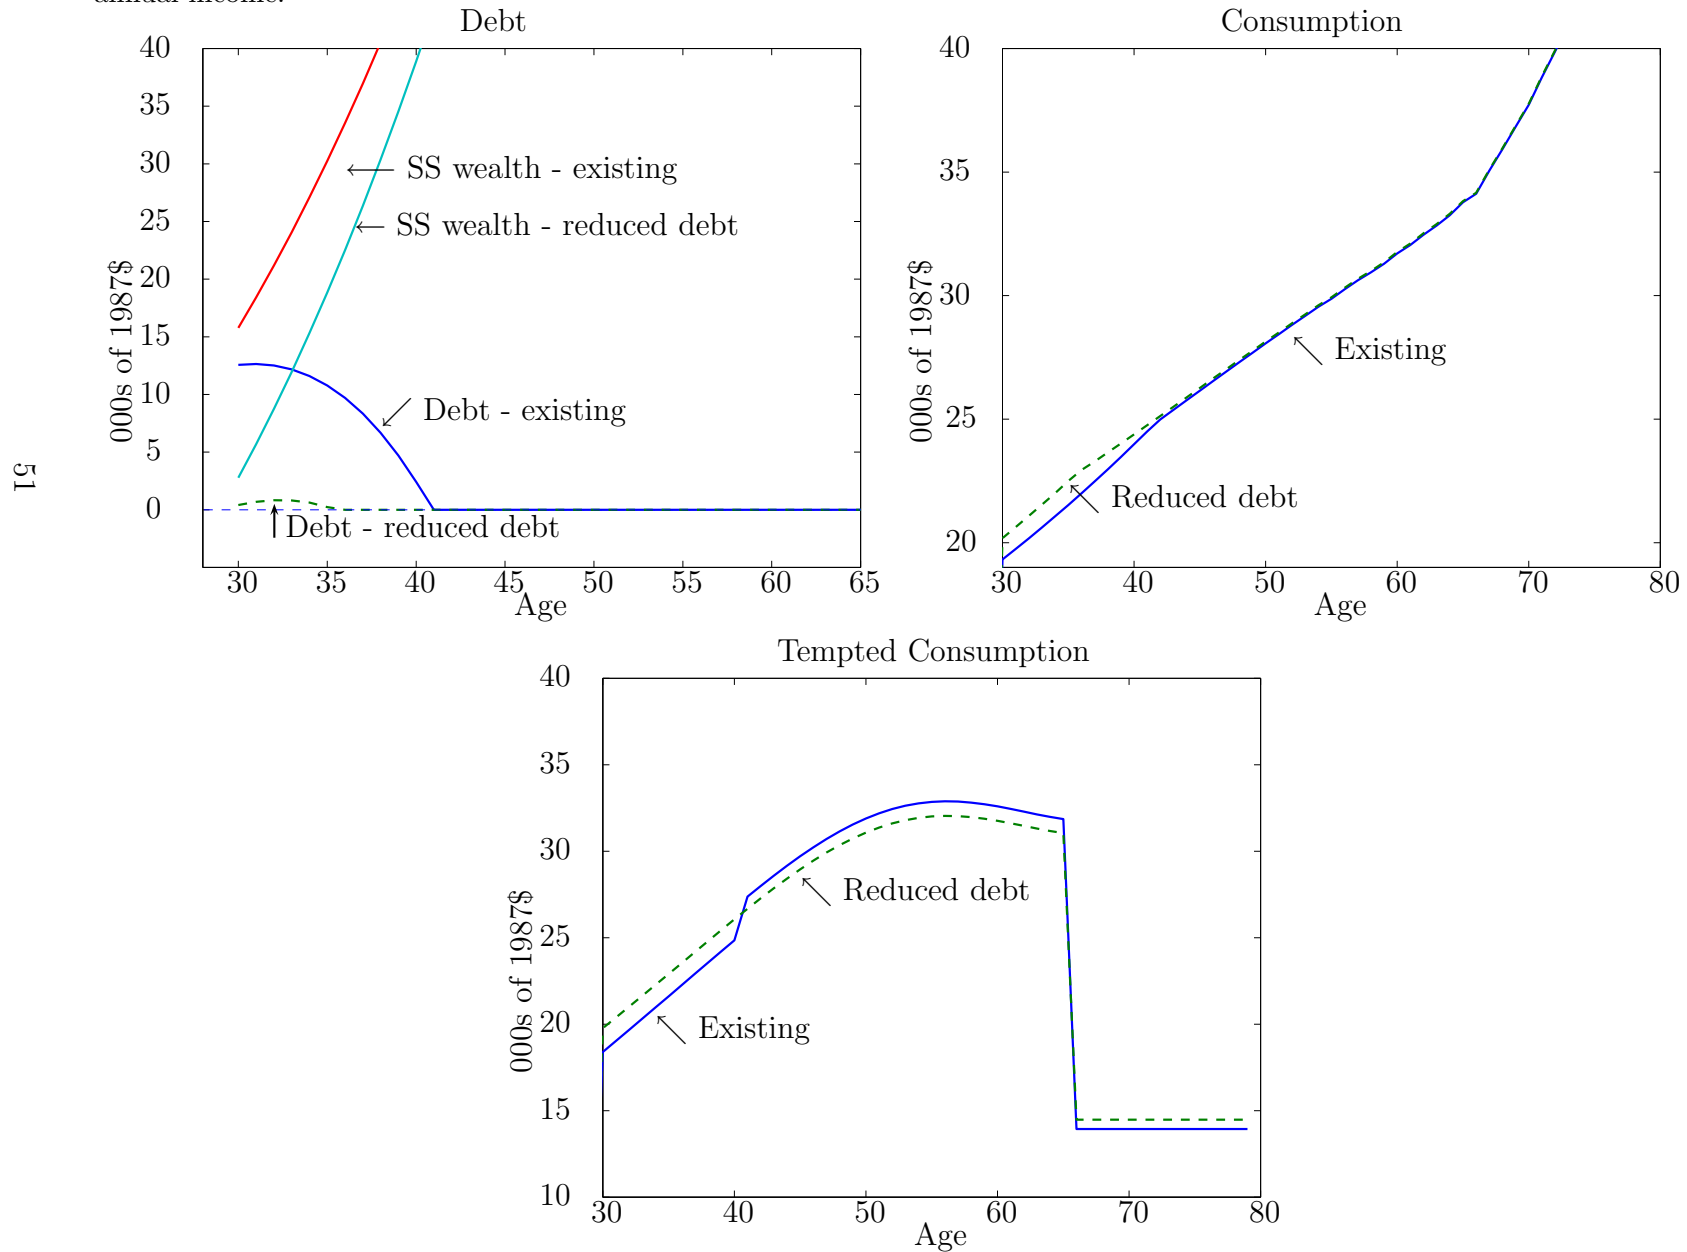 annual income.
Debt
40
35
30
25
20
15
10
5
0
000s of 1987$
SS wealth - existing
SS wealth - reduced debt
Debt - existing
Debt - reduced debt
30 35 40 45 50 55 60 65
Age
Consumption
40
35
30
25
20
000s of 1987$
Existing
Reduced debt
30 40 50 60 70 80
Age
51
Tempted Consumption
40
35
30
25
20
15
10
000s of 1987$
Reduced debt
Existing
30 40 50 60 70 80
Age